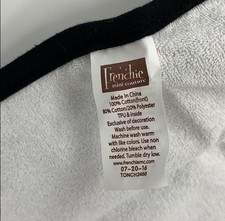 Frenchie
mini couture
Made in China
100% Cotton(front)
80% Cotton/20% Polyester
TPU & Inside
Exclusive of decoration
Wash before use.
Machine wash warm
with like colors. Use non
chlorine bleach when
needed. Tumble dry low.
www.frenchiemc.com
07-20-16